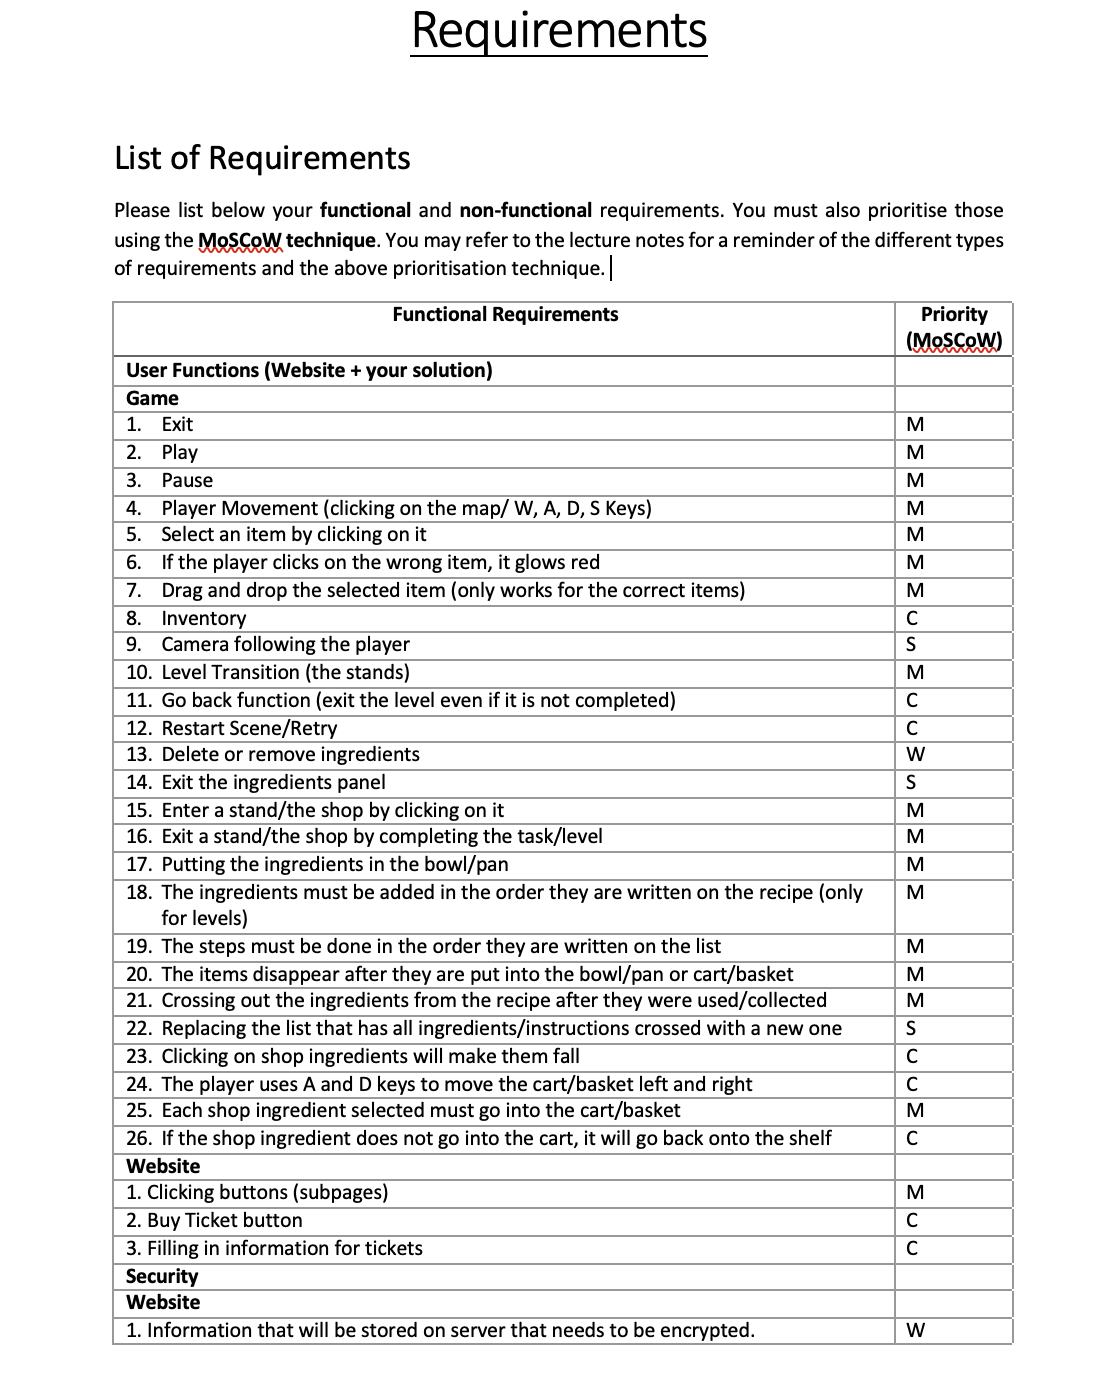 Requirements
List of Requirements
Please list below your functional and non-functional requirements. You must also prioritise those
using the MoSCoW technique. You may refer to the lecture notes for a reminder of the different types
of requirements and the above prioritisation technique.
Functional Requirements Priority
(MoSCoW)
User Functions (Website + your solution)
Game
1. Exit M
2. Play M
3. Pause M
4. Player Movement (clicking on the map/ W, A, D, S Keys) M
5. Select an item by clicking on it M
6. If the player clicks on the wrong item, it glows red M
7. Drag and drop the selected item (only works for the correct items) M
8. Inventory C
9. Camera following the player S
10. Level Transition (the stands) M
11. Go back function (exit the level even if it is not completed) C
12. Restart Scene/Retry C
13. Delete or remove ingredients W
14. Exit the ingredients panel S
15. Enter a stand/the shop by clicking on it M
16. Exit a stand/the shop by completing the task/level M
17. Putting the ingredients in the bowl/pan M
18. The ingredients must be added in the order they are written on the recipe (only M
for levels)
19. The steps must be done in the order they are written on the list M
20. The items disappear after they are put into the bowl/pan or cart/basket M
21. Crossing out the ingredients from the recipe after they were used/collected M
22. Replacing the list that has all ingredients/instructions crossed with a new one S
23. Clicking on shop ingredients will make them fall C
24. The player uses A and D keys to move the cart/basket left and right C
25. Each shop ingredient selected must go into the cart/basket M
26. If the shop ingredient does not go into the cart, it will go back onto the shelf C
Website
1. Clicking buttons (subpages) M
2. Buy Ticket button C
3. Filling in information for tickets C
Security
Website
1. Information that will be stored on server that needs to be encrypted. W